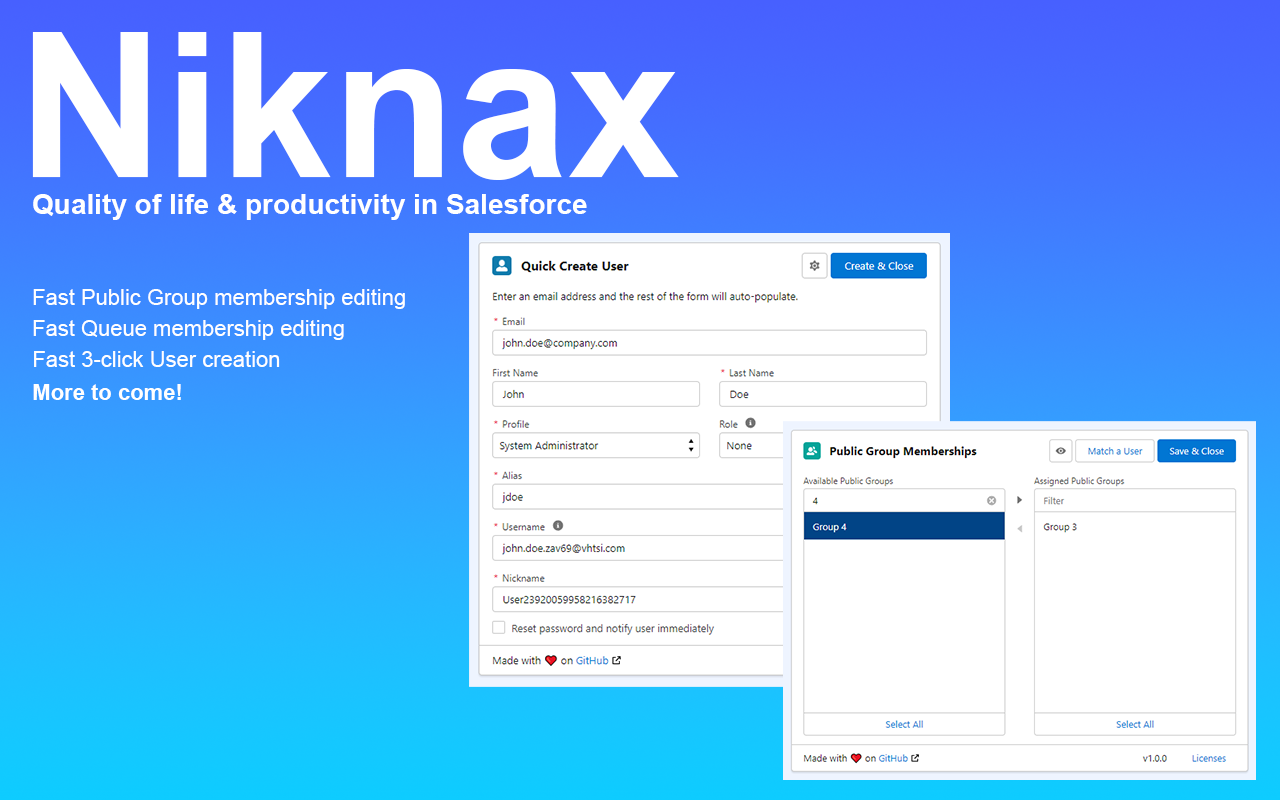 Niknax
Quality of life & productivity in Salesforce
Fast Public Group membership editing
Fast Queue membership editing
Fast 3-click User creation
More to come!
Quick Create User
Create & Close
Enter an email address and the rest of the form will auto-populate.
* Email
john.doe@company.com
First Name
* Last Name
John
Doe
* Profile
Role
System Administrator
None
* Alias
jdoe
* Username
john.doe.zav69@vhtsi.com
* Nickname
User23920059958216382717
Reset password and notify user immediately
Made with ❤ on GitHub
Public Group Memberships
Match a User
Save & Close
Available Public Groups
Assigned Public Groups
4
Filter
Group 4
Group 3
Select All
Select All
Made with ❤ on GitHub
v1.0.0
Licenses